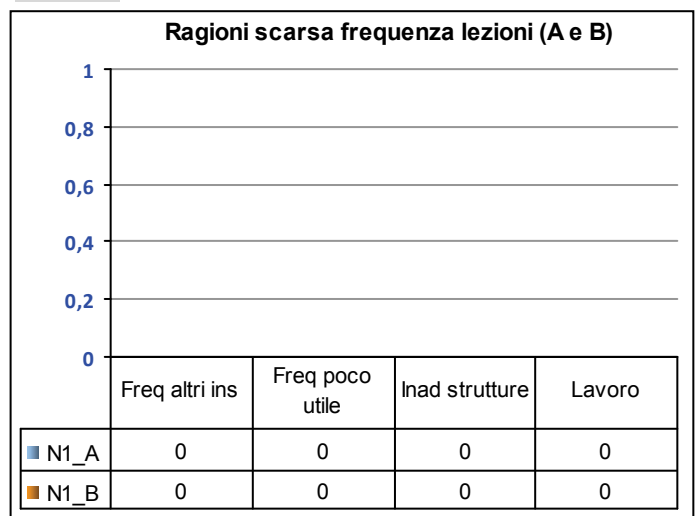 Ragioni scarsa frequenza lezioni (A e B)
1
0,8
0,6
0,4
0,2
0
Freq altri ins Freq poco utile Inad strutture Lavoro
N1_A 0 0 0 0
N1_B 0 0 0 0